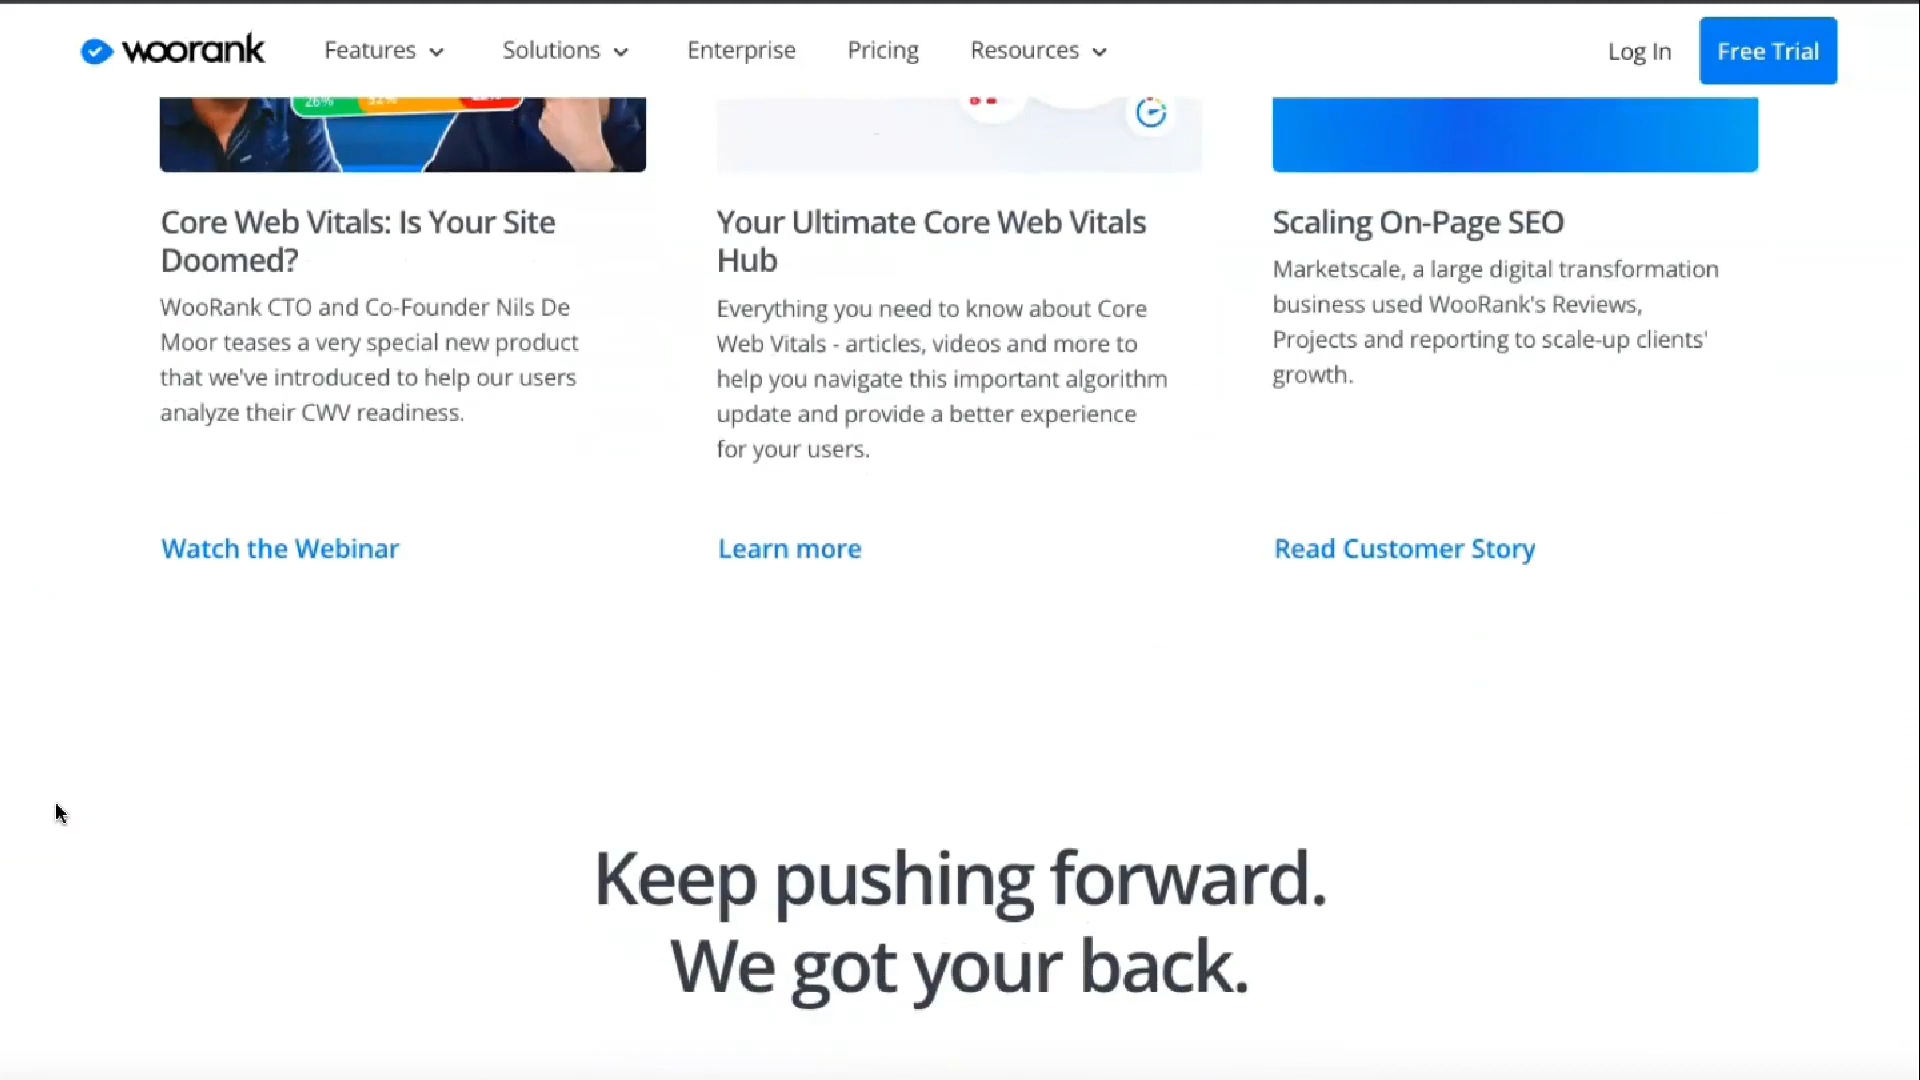 woorank
Features
Solutions
Enterprise
Pricing
Resources
Log In
Free Trial
26%
Core Web Vitals: Is Your Site
Doomed?
WooRank CTO and Co-Founder Nils De
Moor teases a very special new product
that we've introduced to help our users
analyze their CWV readiness.
Watch the Webinar
Your Ultimate Core Web Vitals
Hub
Everything you need to know about Core
Web Vitals - articles, videos and more to
help you navigate this important algorithm
update and provide a better experience
for your users.
Learn more
Scaling On-Page SEO
Marketscale, a large digital transformation
business used WooRank's Reviews,
Projects and reporting to scale-up clients'
growth.
Read Customer Story
Keep pushing forward.
We got your back.